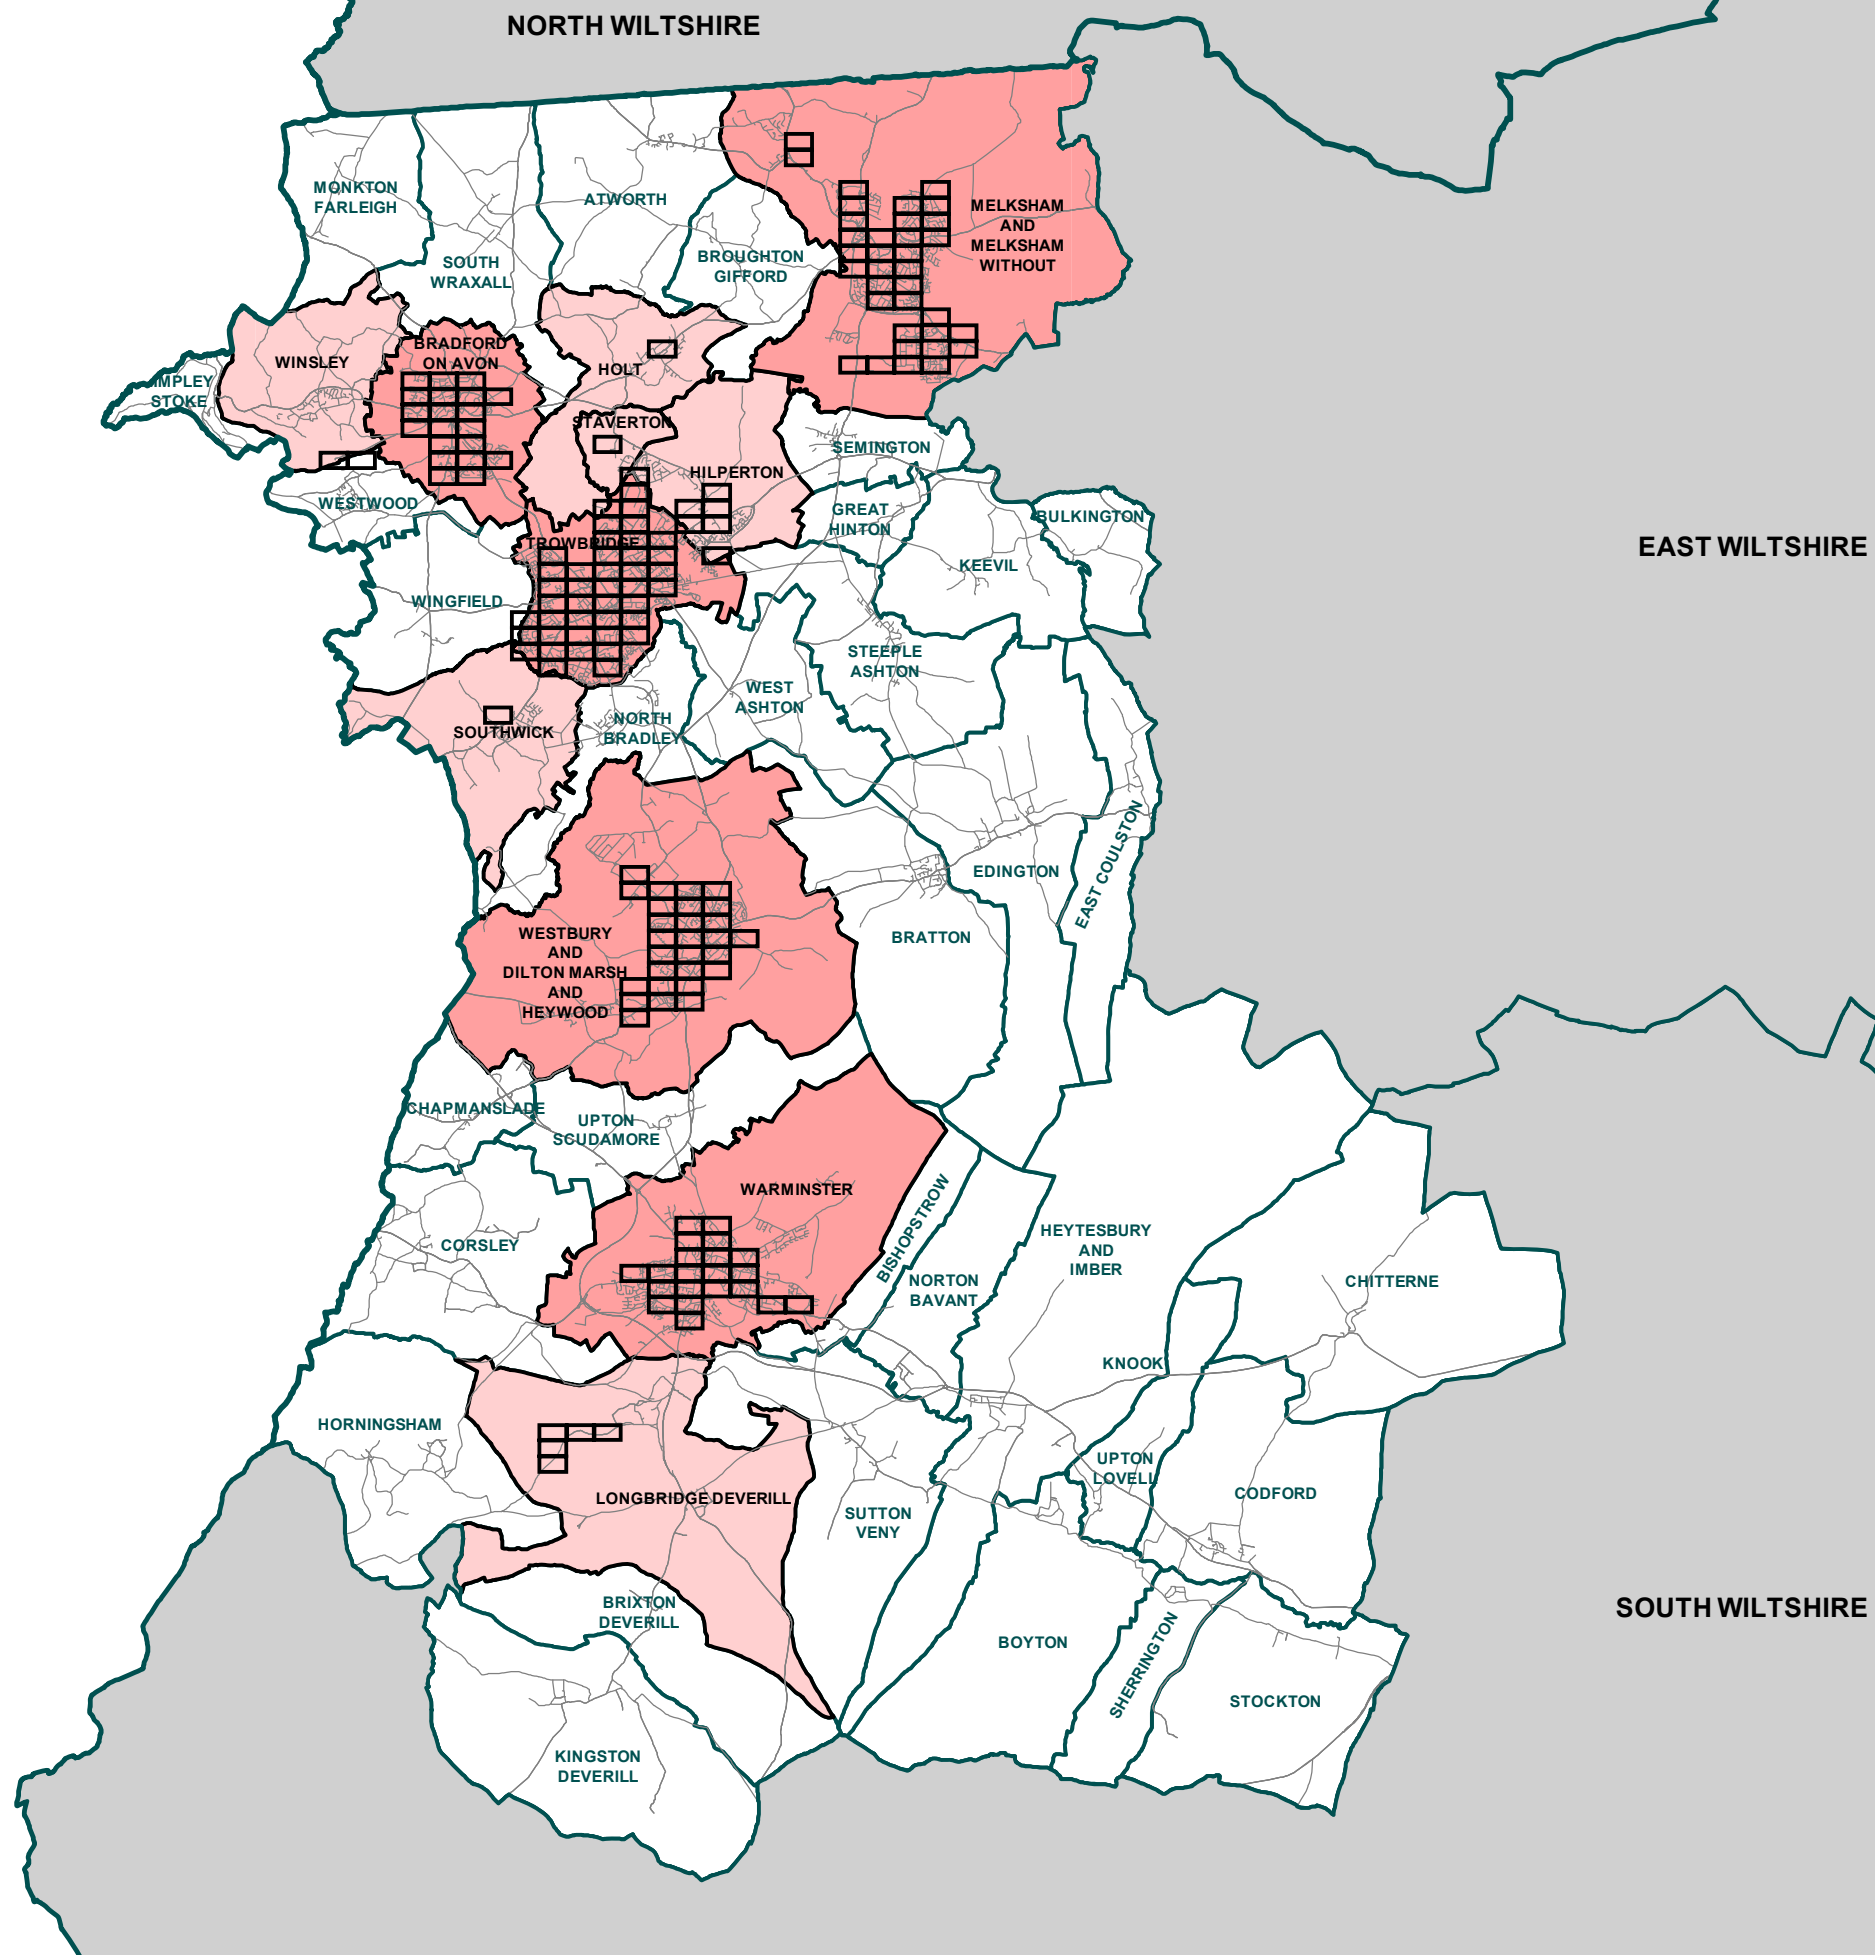 NORTH WILTSHIRE
MONKTON
FARLEIGH
ATWORTH
MELKSHAM
AND
MELKSHAM
WITHOUT
SOUTH
WRAXALL
BROUGHTON
GIFFORD
WINSLEY
BRADFORD
ON AVON
HOLT
IMPLEY
STOKE
STAVERTON
SEMINGTON
HILPERTON
WESTWOOD
GREAT
HINTON
BULKINGTON
EAST WILTSHIRE
TROWBRIDGE
KEEVIL
WINGFIELD
STEEPLE
ASHTON
WEST
ASHTON
NORTH
BRADLEY
SOUTHWICK
EDINGTON
EAST COULSTON
WESTBURY
AND
DILTON MARSH
AND
HEYWOOD
BRATTON
CHAPMANSLADE
UPTON
SCUDAMORE
WARMINSTER
BISHOPSTROW
CORSLEY
HEYTESBURY
AND
IMBER
NORTON
BAVANT
CHITTERNE
KNOOK
HORNINGSHAM
UPTON
LOVELL
LONGBRIDGE DEVERILL
CODFORD
SUTTON
VENY
BRIXTON
DEVERILL
SOUTH WILTSHIRE
BOYTON
SHERRINGTON
STOCKTON
KINGSTON
DEVERILL